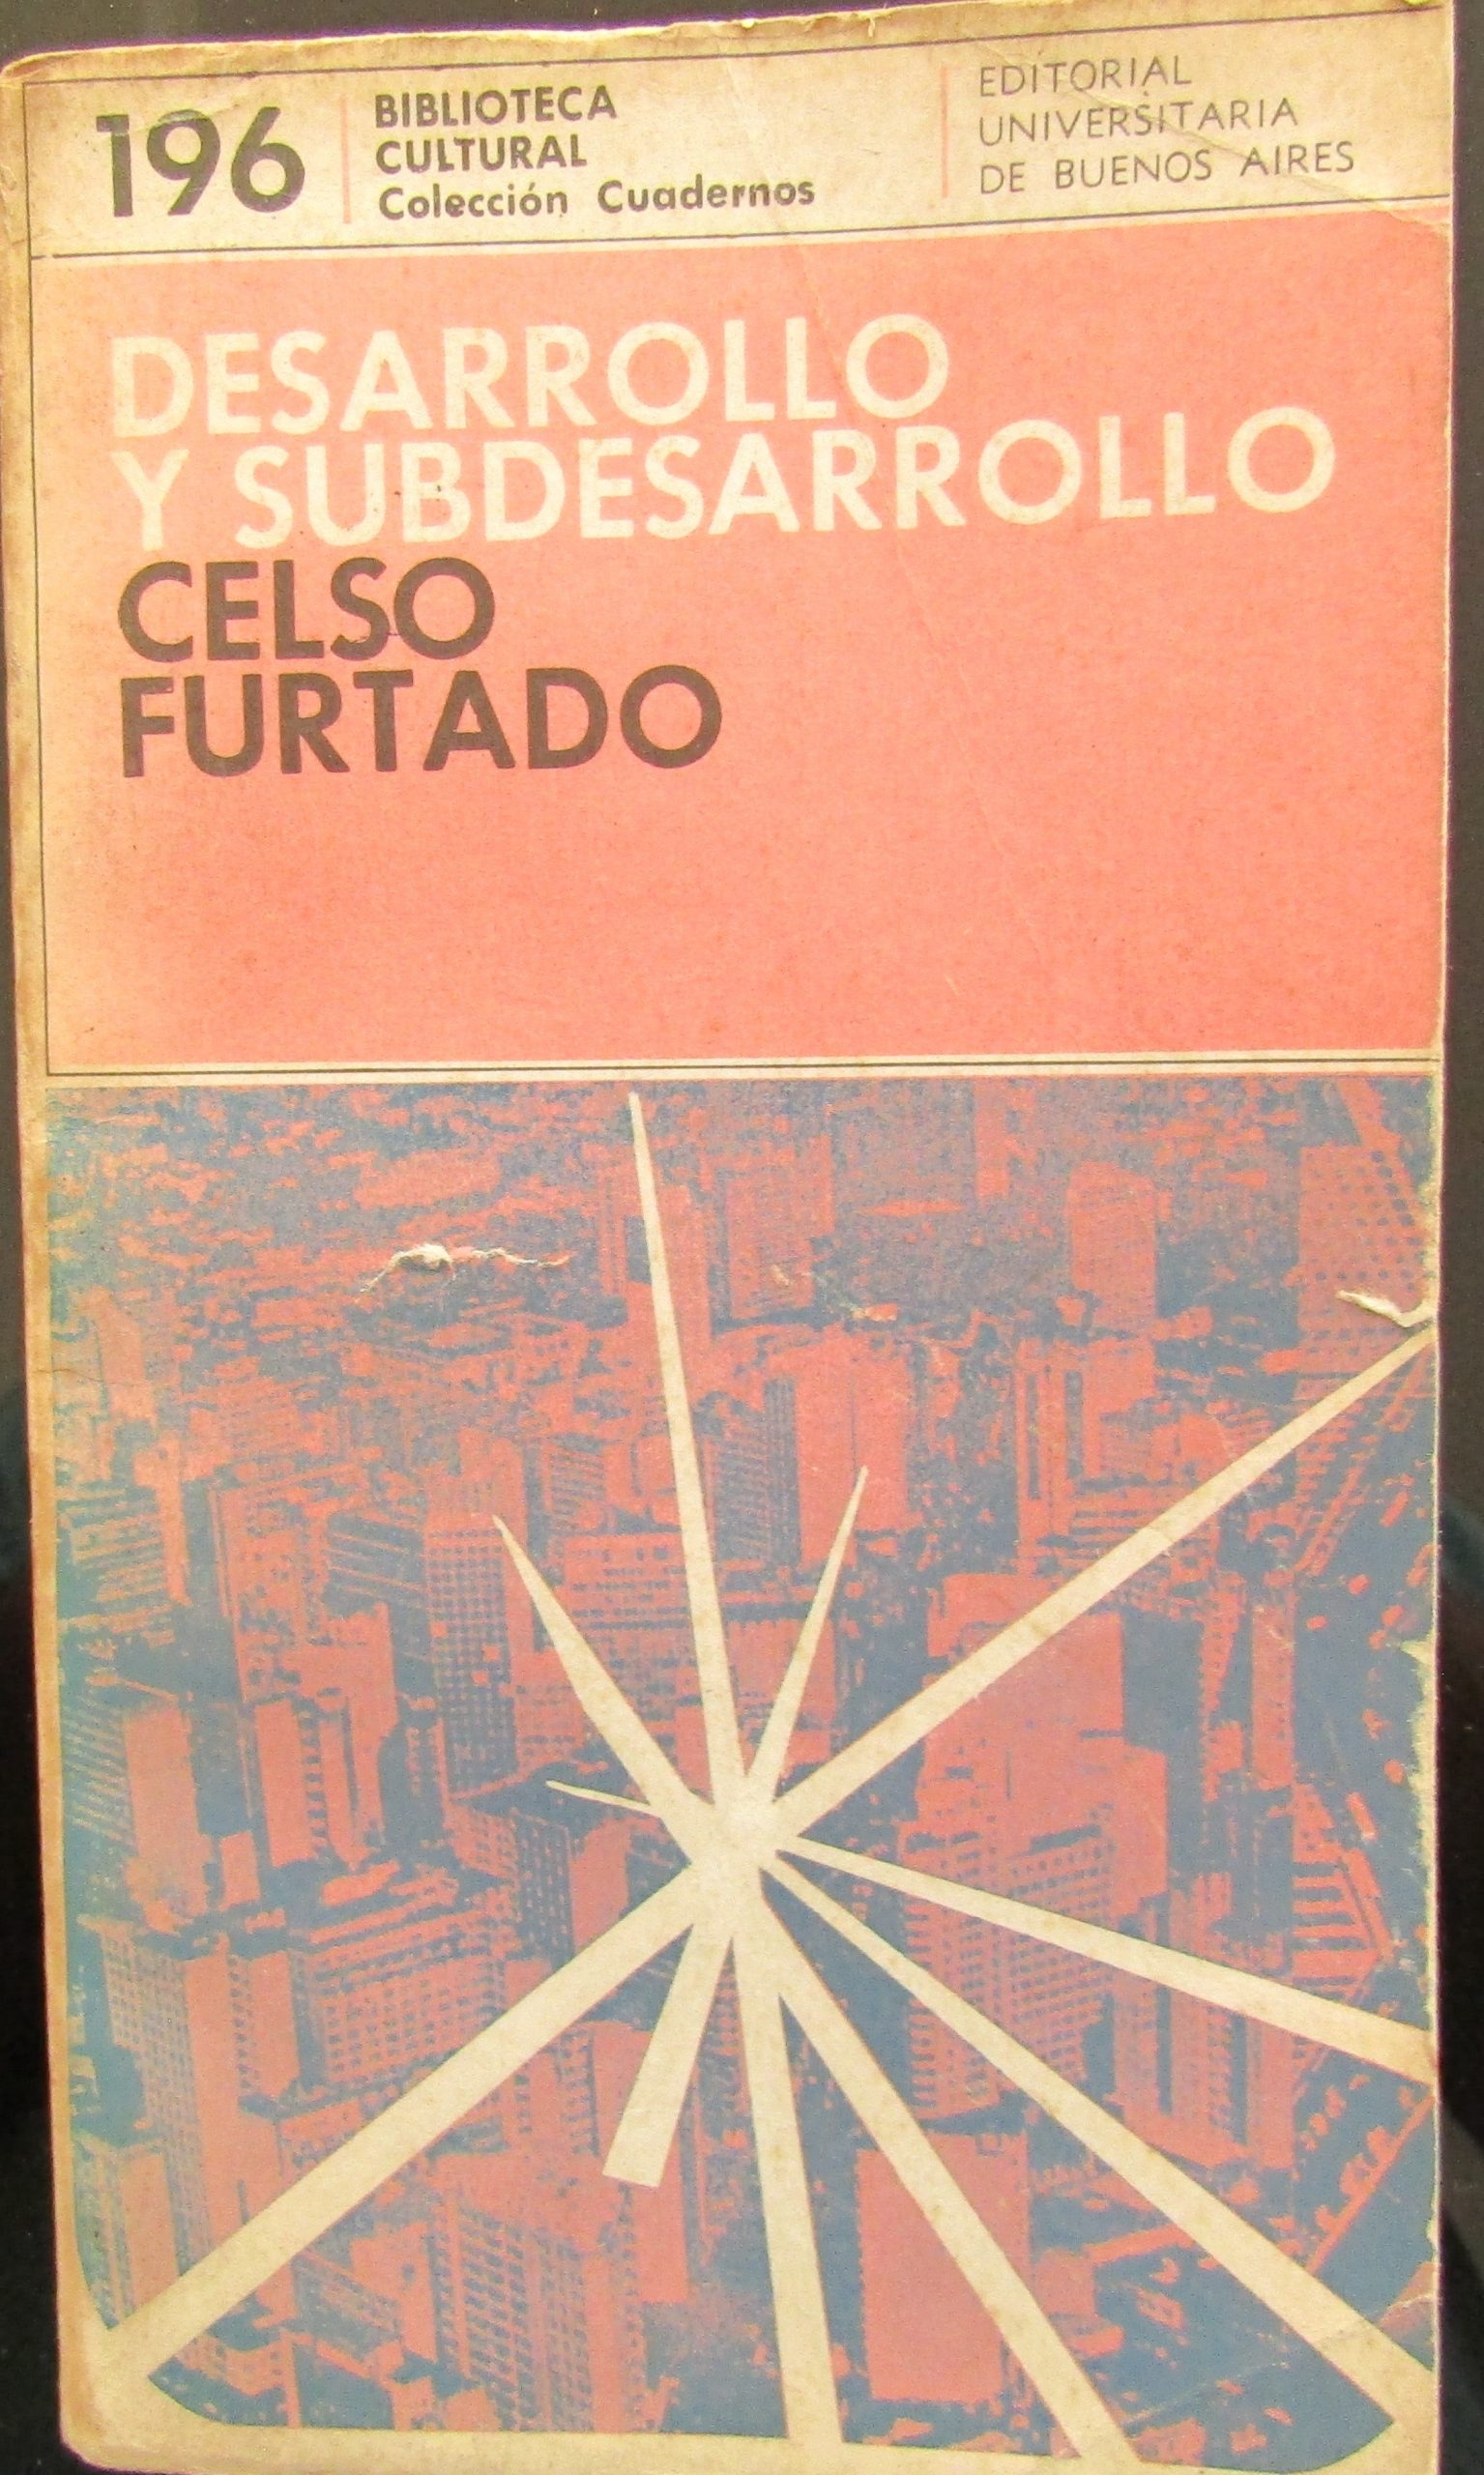 196
BIBLIOTECA
CULTURAL
Colección Cuadernos
EDITORIAL
UNIVERSITARIA
DE BUENOS AIRES
DESARROLLO
Y SUBDESARROLLO
CELSO
FURTADO